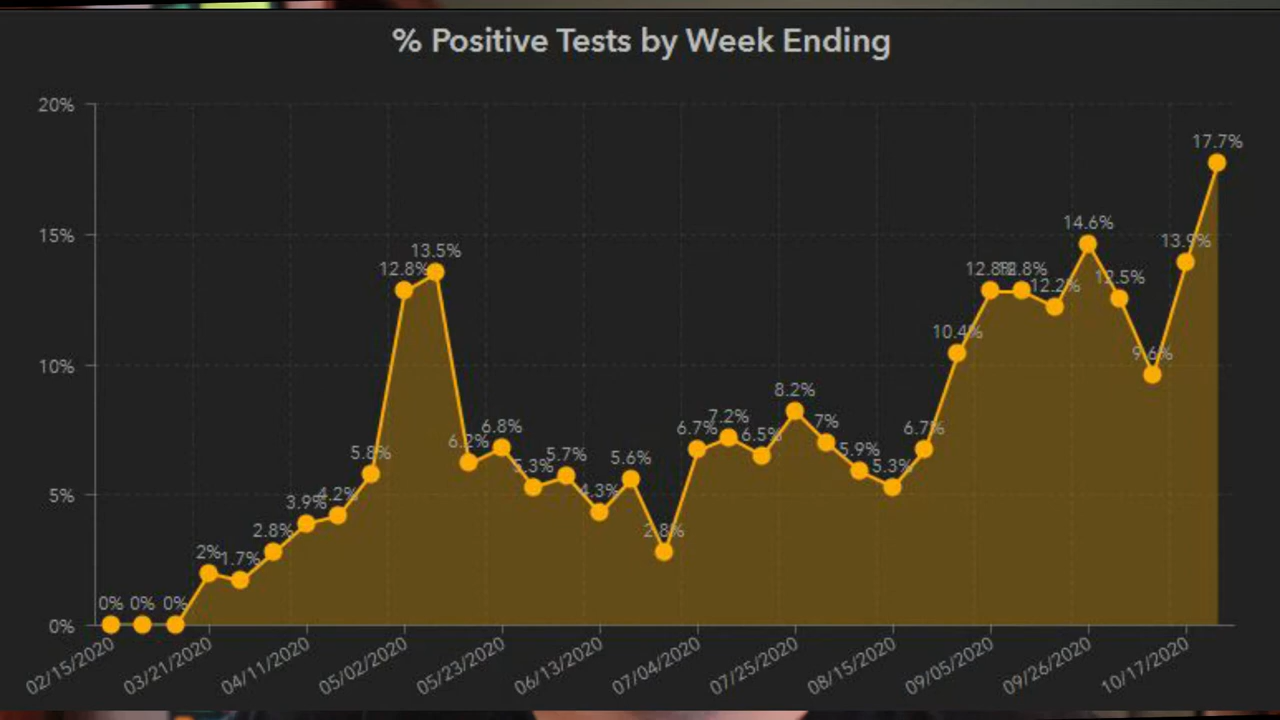 % Positive Tests by Week Ending
20%
15%
10%
5%
0%
0% 0% 0% 2% 1.7% 2.8% 3.9% 4.2% 5.8% 12.8% 13.5% 6.2% 6.8% 5.3% 5.7% 4.3% 5.6% 2.8% 6.7% 7.2% 6.5% 8.2% 7% 5.9% 5.3% 6.7% 10.4% 12.8% 12.8% 12.2% 14.6% 12.5% 9.6% 13.9% 17.7%
02/15/2020 03/21/2020 04/11/2020 05/02/2020 05/23/2020 06/13/2020 07/04/2020 07/25/2020 08/15/2020 09/05/2020 09/26/2020 10/17/2020